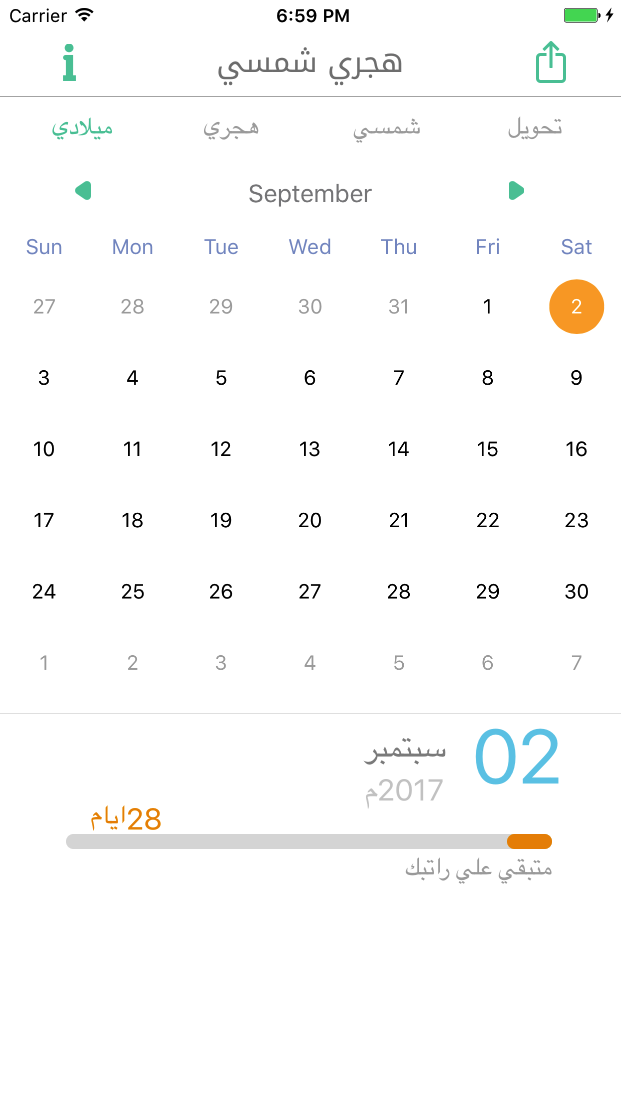 Carrier 6:59 PM
هجري شمسي
ميلادي هجري شمسي تحويل
September
Sun Mon Tue Wed Thu Fri Sat
27 28 29 30 31 1 2
3 4 5 6 7 8 9
10 11 12 13 14 15 16
17 18 19 20 21 22 23
24 25 26 27 28 29 30
1 2 3 4 5 6 7
02 سبتمبر
2017م
28ايام
متبقي علي راتبك